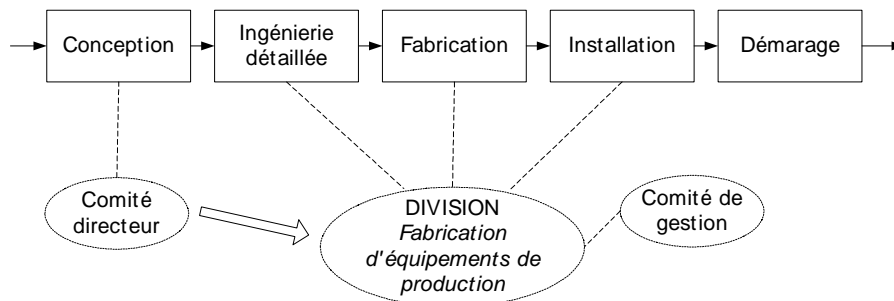 Conception
Ingénierie
détaillée
Fabrication
Installation
Démarage
Comité
directeur
DIVISION
Fabrication
d'équipements de
production
Comité de
gestion